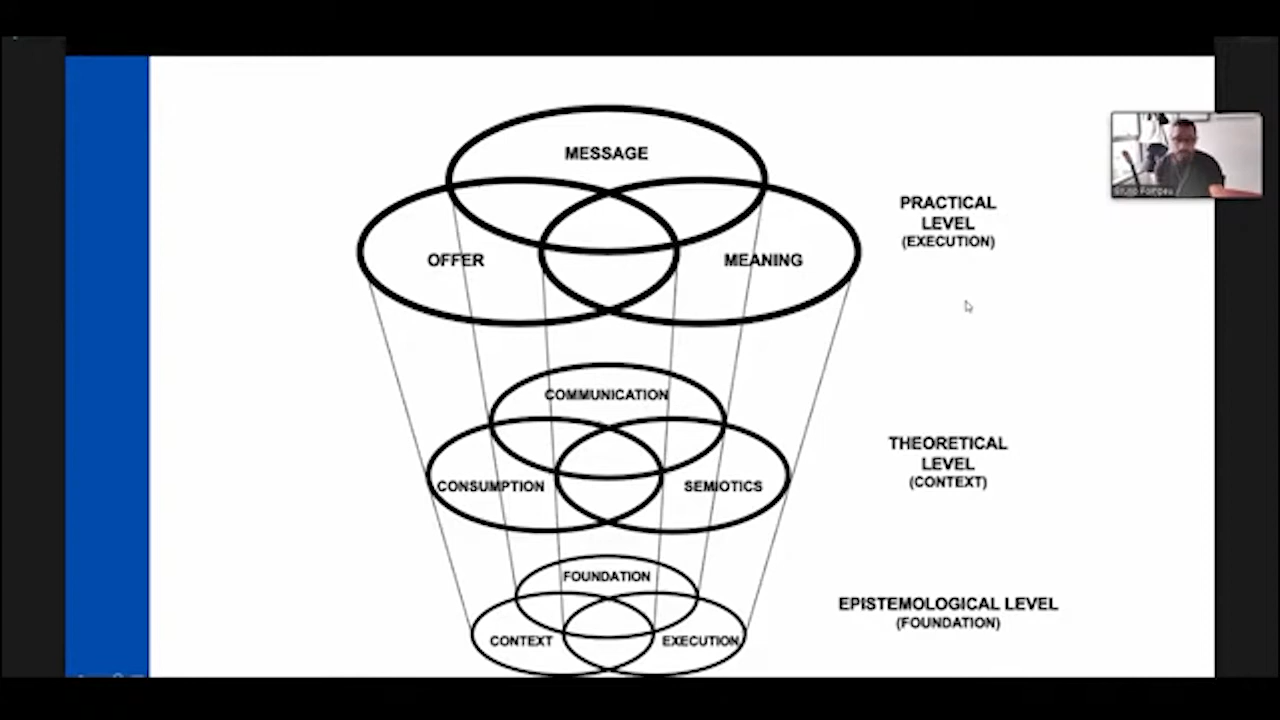 MESSAGE
OFFER
MEANING
PRACTICAL
LEVEL
(EXECUTION)
COMMUNICATION
CONSUMPTION
SEMIOTICS
THEORETICAL
LEVEL
(CONTEXT)
FOUNDATION
CONTEXT
EXECUTION
EPISTEMOLOGICAL LEVEL
(FOUNDATION)